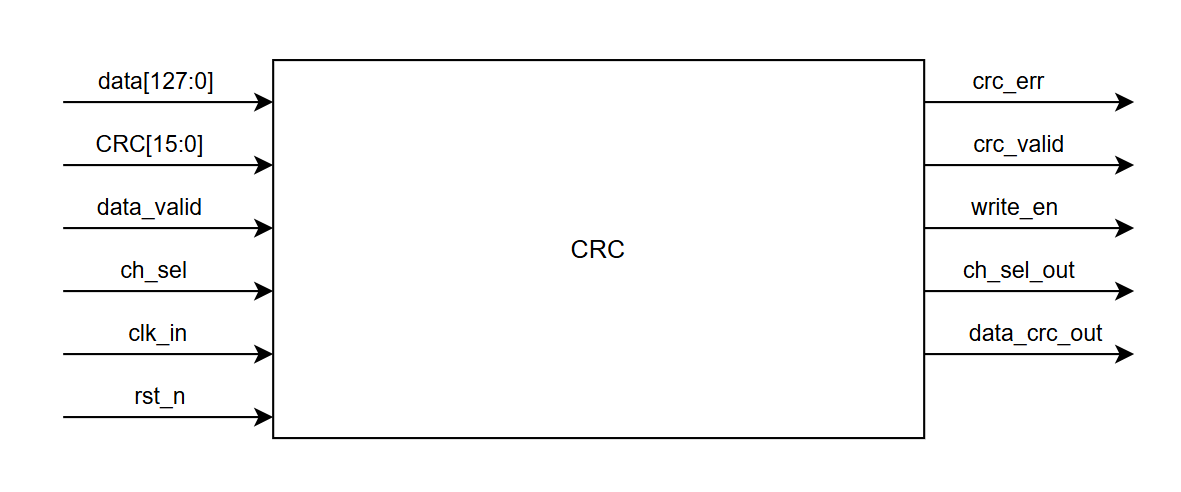 data[127:0]
CRC[15:0]
data_valid
ch_sel
clk_in
rst_n
CRC
crc_err
crc_valid
write_en
ch_sel_out
data_crc_out